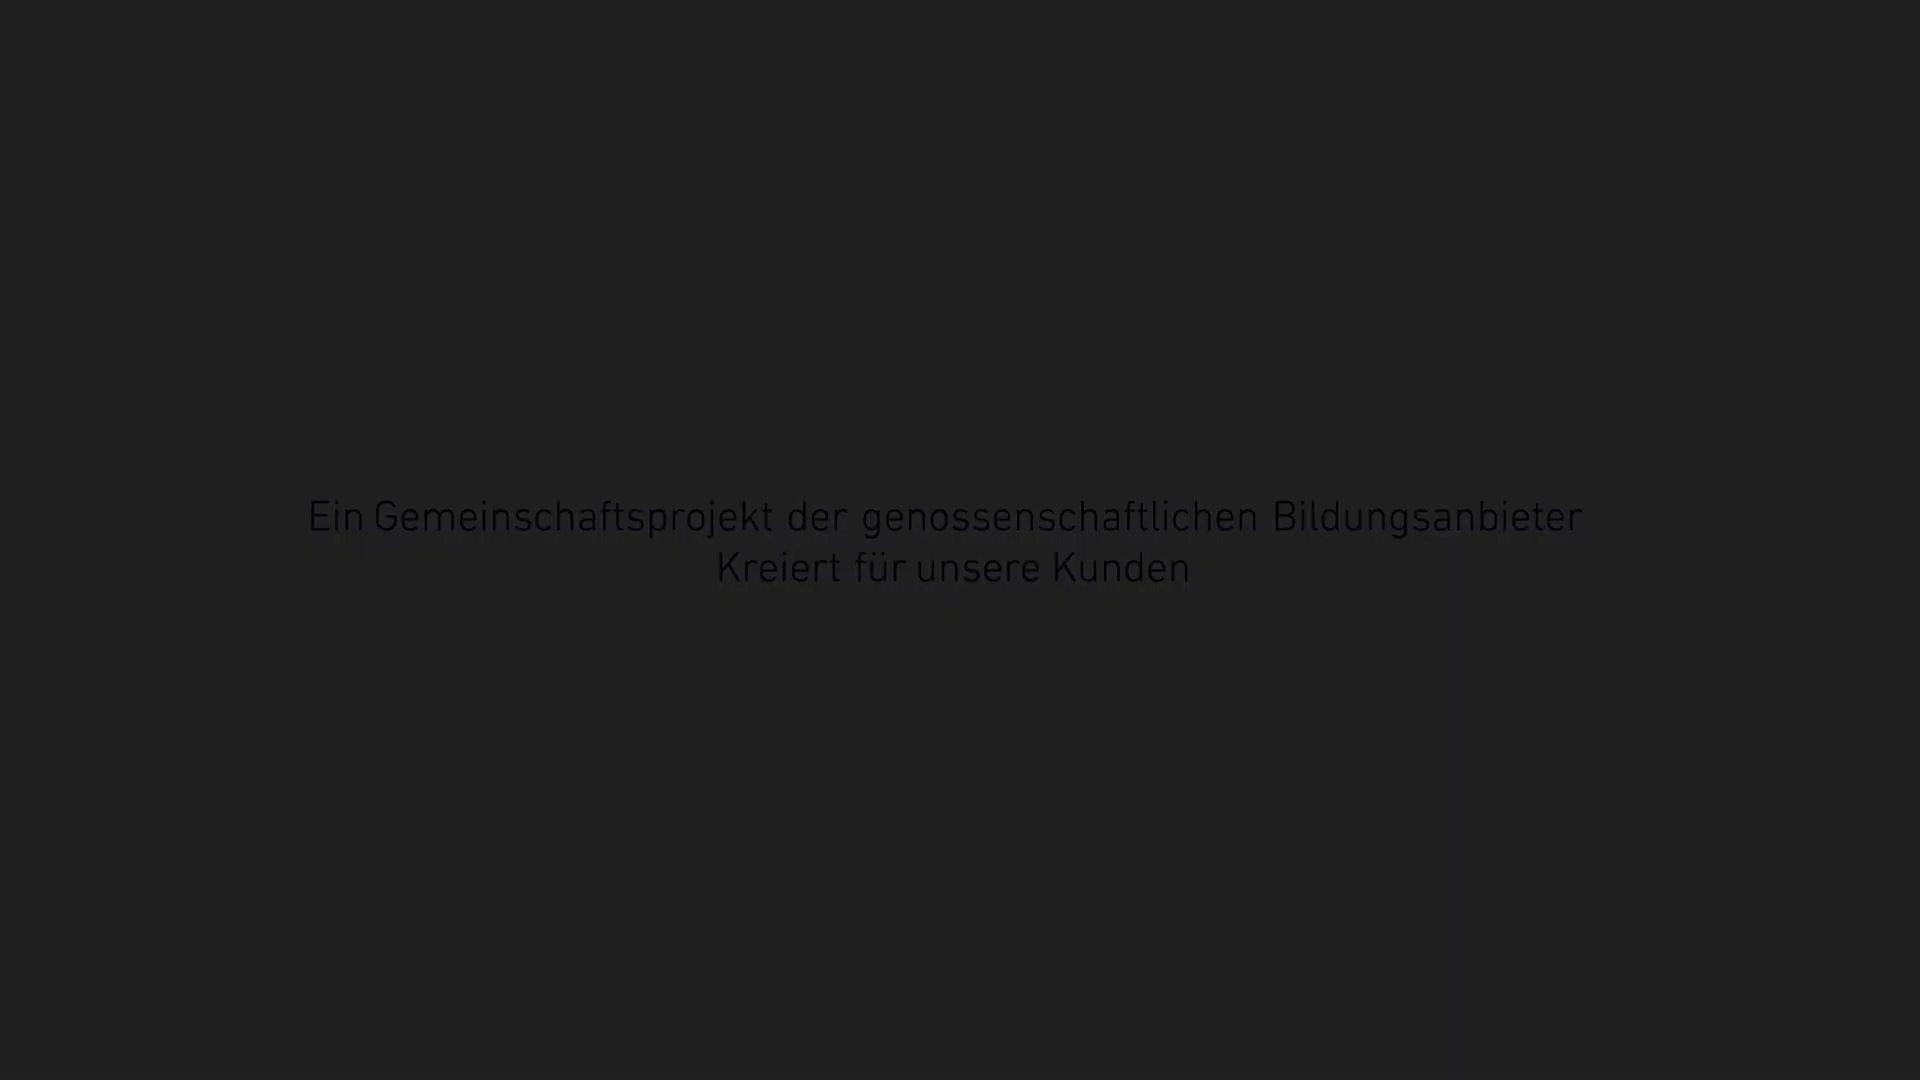 Ein Gemeinschaftsprojekt der genossenschaftlichen Bildungsanbieter
Kreiert für unsere Kunden